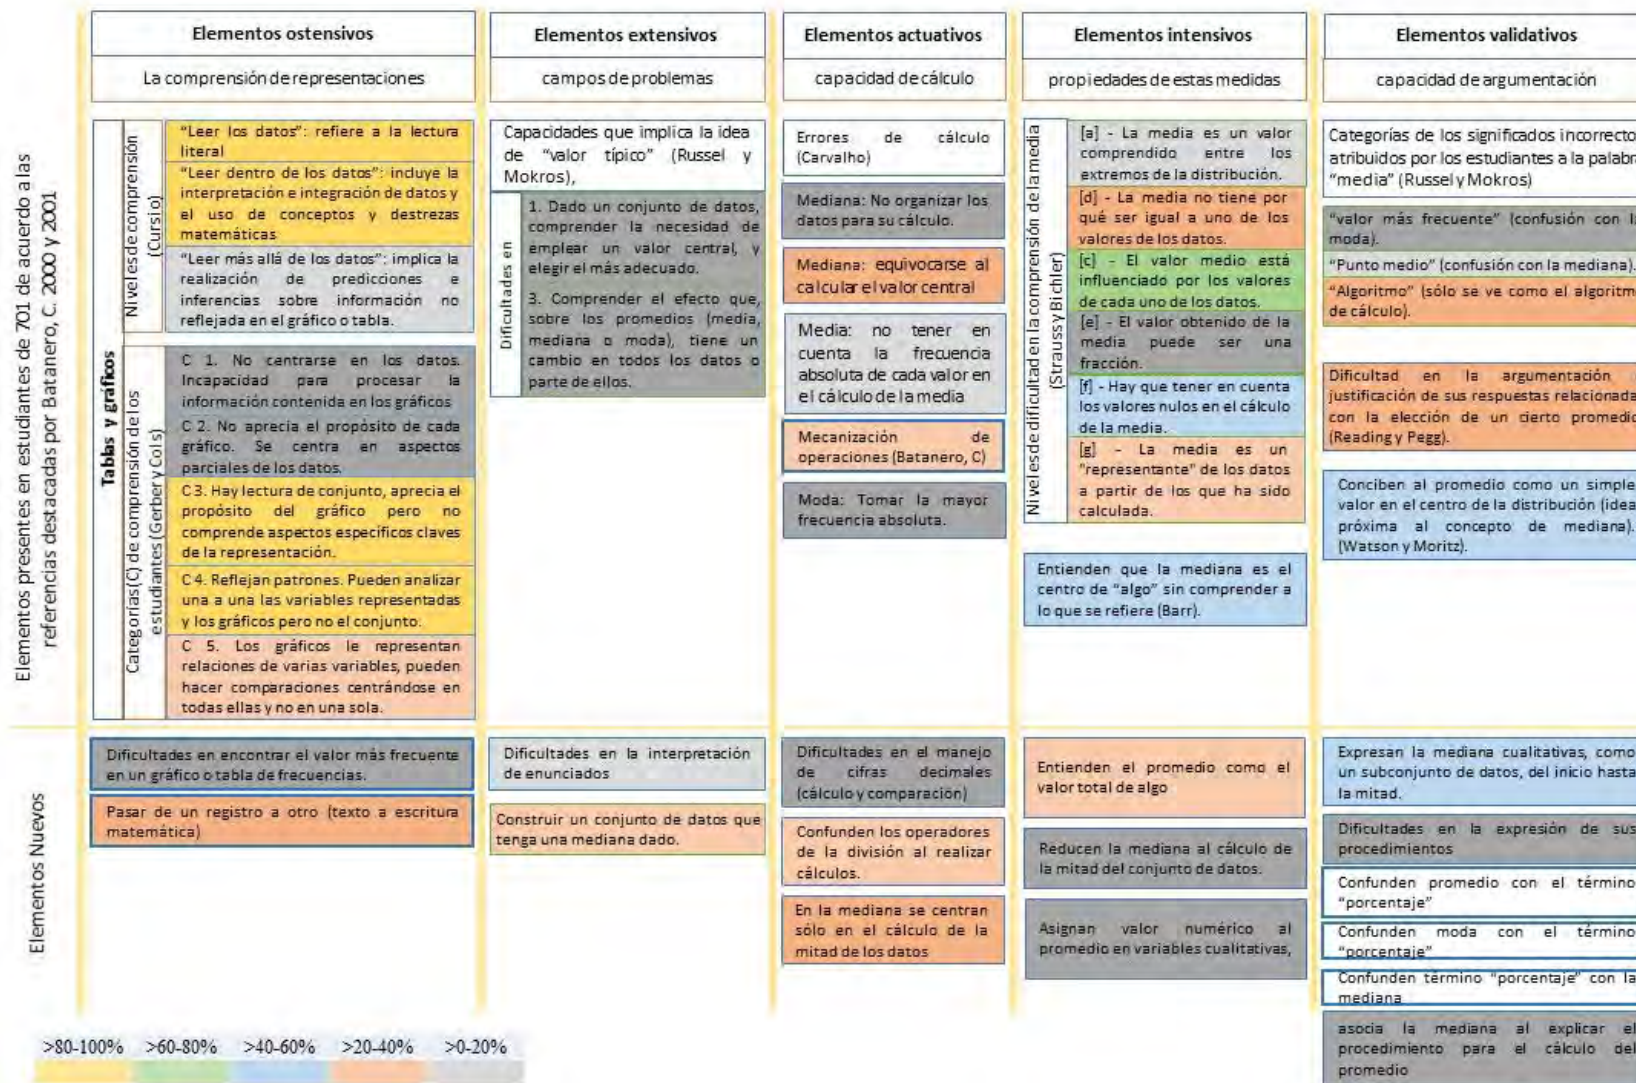 Elementos ostensivos
La comprensión de representaciones
Elementos extensivos
campos de problemas
Elementos actuativos
capacidad de cálculo
Elementos intensivos
propiedades de estas medidas
Elementos validativos
capacidad de argumentación
Elementos presentes en estudiantes de 701 de acuerdo a las
referencias destacadas por Batanero, C. 2000 y 2001
Tablas y gráficos
Niveles de comprensión
(Cursio)
"Leer los datos": refiere a la lectura
literal
"Leer dentro de los datos": incluye la
interpretación e integración de datos y
el uso de conceptos y destrezas
matemáticas
"Leer más allá de los datos": implica la
realización de predicciones e
inferencias sobre información no
reflejada en el gráfico o tabla.
Categorías (C) de comprensión de los
estudiantes (Gerber y Cols)
C 1. No centrarse en los datos.
Incapacidad para procesar la
información contenida en los gráficos
C 2. No aprecia el propósito de cada
gráfico. Se centra en aspectos
parciales de los datos.
C 3. Hay lectura de conjunto, aprecia el
propósito del gráfico pero no
comprende aspectos específicos claves
de la representación.
C 4. Reflejan patrones. Pueden analizar
una a una las variables representadas
y los gráficos pero no el conjunto.
C 5. Los gráficos le representan
relaciones de varias variables, pueden
hacer comparaciones centrándose en
todas ellas y no en una sola.
Capacidades que implica la idea
de "valor típico" (Russel y
Mokros),
Dificultades en
1. Dado un conjunto de datos,
comprender la necesidad de
emplear un valor central, y
elegir el más adecuado.
3. Comprender el efecto que,
sobre los promedios (media,
mediana o moda), tiene un
cambio en todos los datos o
parte de ellos.
Errores de cálculo
(Carvalho)
Mediana: No organizar los
datos para su cálculo.
Mediana: equivocarse al
calcular el valor central
Media: no tener en
cuenta la frecuencia
absoluta de cada valor en
el cálculo de la media
Mecanización de
operaciones (Batanero, C)
Moda: Tomar la mayor
frecuencia absoluta.
Niveles de dificultad en la comprensión de la media
(Strauss y Bichler)
[a] - La media es un valor
comprendido entre los
extremos de la distribución.
[d] - La media no tiene por
qué ser igual a uno de los
valores de los datos.
[c] - El valor medio está
influenciado por los valores
de cada uno de los datos.
[e] - El valor obtenido de la
media puede ser una
fracción.
[f] - Hay que tener en cuenta
los valores nulos en el cálculo
de la media.
[g] - La media es un
"representante" de los datos
a partir de los que ha sido
calculada.
Entienden que la mediana es el
centro de "algo" sin comprender a
lo que se refiere (Barr).
Categorías de los significados incorrecto
atribuidos por los estudiantes a la palabra
"media" (Russel y Mokros)
"valor más frecuente" (confusión con la
moda).
"Punto medio" (confusión con la mediana).
"Algoritmo" (sólo se ve como el algoritmo
de cálculo).
Dificultad en la argumentación
justificación de sus respuestas relacionada
con la elección de un cierto promedio
(Reading y Pegg).
Conciben al promedio como un simple
valor en el centro de la distribución (idea
próxima al concepto de mediana).
(Watson y Moritz).
Elementos Nuevos
Dificultades en encontrar el valor más frecuente
en un gráfico o tabla de frecuencias.
Pasar de un registro a otro (texto a escritura
matemática)
Dificultades en la interpretación
de enunciados
Construir un conjunto de datos que
tenga una mediana dado.
Dificultades en el manejo
de cifras decimales
(cálculo y comparación)
Confunden los operadores
de la división al realizar
cálculos.
En la mediana se centran
sólo en el cálculo de la
mitad de los datos
Entienden el promedio como el
valor total de algo
Reducen la mediana al cálculo de
la mitad del conjunto de datos.
Asignan valor numérico al
promedio en variables cualitativas,
Expresan la mediana cualitativas, como
un subconjunto de datos, del inicio hasta
la mitad.
Dificultades en la expresión de sus
procedimientos
Confunden promedio con el término
"porcentaje"
Confunden moda con el término
"porcentaje"
Confunden término "porcentaje" con la
mediana
asocia la mediana al explicar el
procedimiento para el cálculo del
promedio
>80-100% >60-80% >40-60% >20-40% >0-20%